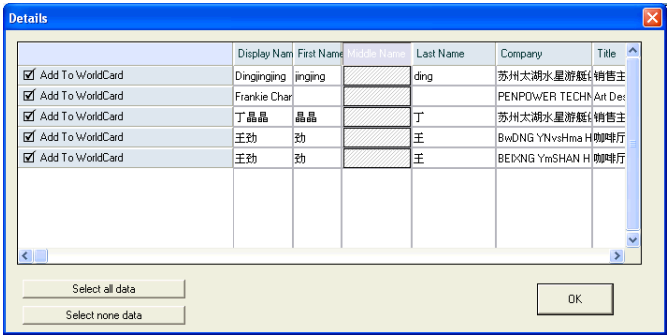 Details
Display Nam First Name Middle Name Last Name Company Title
Add To WorldCard Dingjingjing jingjing ding 苏州太湖水星游艇 销售主
Add To WorldCard Frankie Char PENPOWER TECHN Art Des
Add To WorldCard 丁晶晶 晶晶 丁 苏州太湖水星游艇 销售主
Add To WorldCard 王劲 劲 王 BwDNG YNvsHma H 咖啡厅
Add To WorldCard 王劲 劲 王 BEIXNG YmSHAN H 咖啡厅
Select all data
Select none data
OK